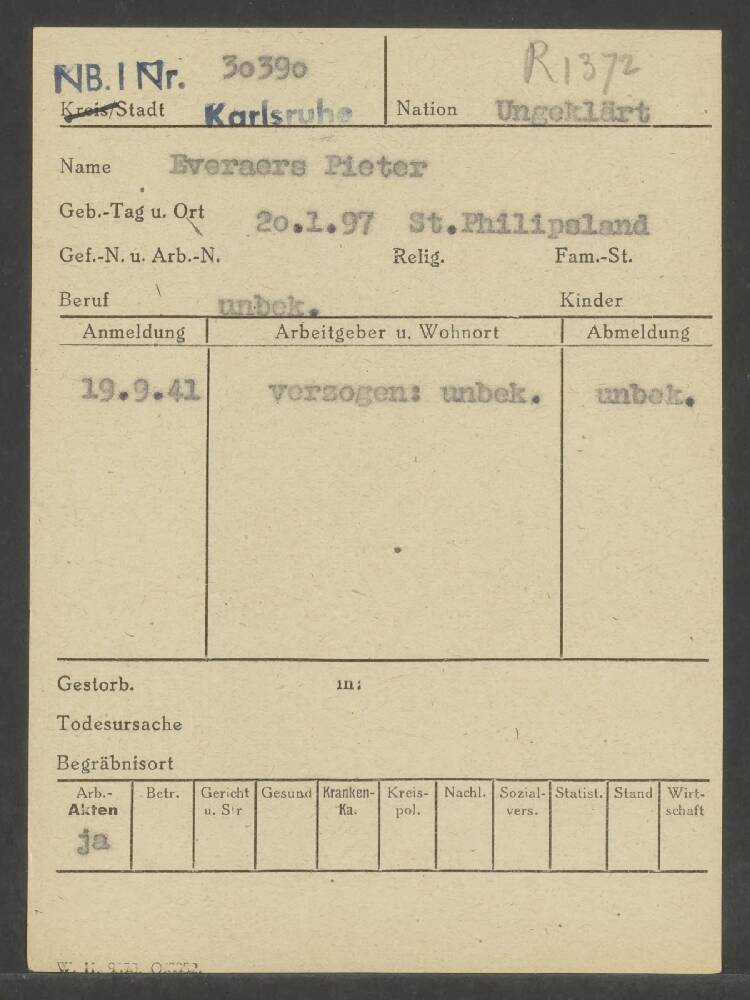 NB. I Nr. 30390 R1372
Kreis/Stadt Karlsruhe Nation Ungeklärt
Name Everaers Pieter
Geb.-Tag u. Ort 20.1.97 St.Philipsland
Gef.-N. u. Arb.-N. Relig. Fam.-St.
Beruf unbek. Kinder
Anmeldung Arbeitgeber u. Wohnort Abmeldung
19.9.41 verzogen: unbek. unbek.
Gestorb. in:
Todesursache
Begräbnisort
Arb.- Betr. Gericht Gesund Kranken- Kreis- Nachl. Sozial- Statist. Stand Wirt-
Akten u. Str Ka. pol. vers. schaft
ja